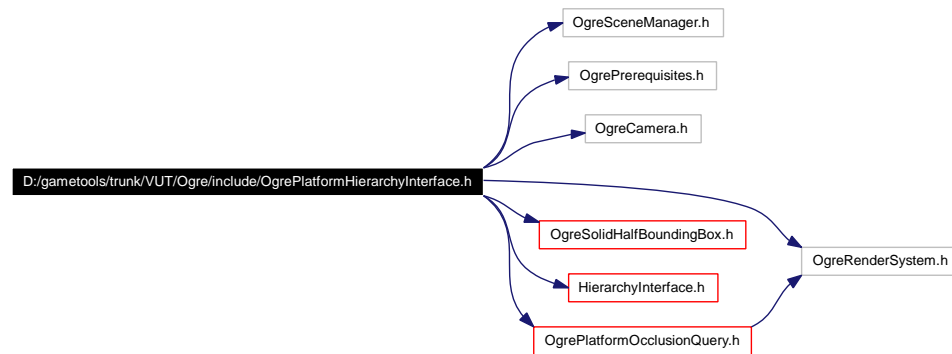 OgreSceneManager.h
OgrePrerequisites.h
OgreCamera.h
D:/gametools/trunk/VUT/Ogre/include/OgrePlatformHierarchyInterface.h
OgreSolidHalfBoundingBox.h
OgreRenderSystem.h
HierarchyInterface.h
OgrePlatformOcclusionQuery.h